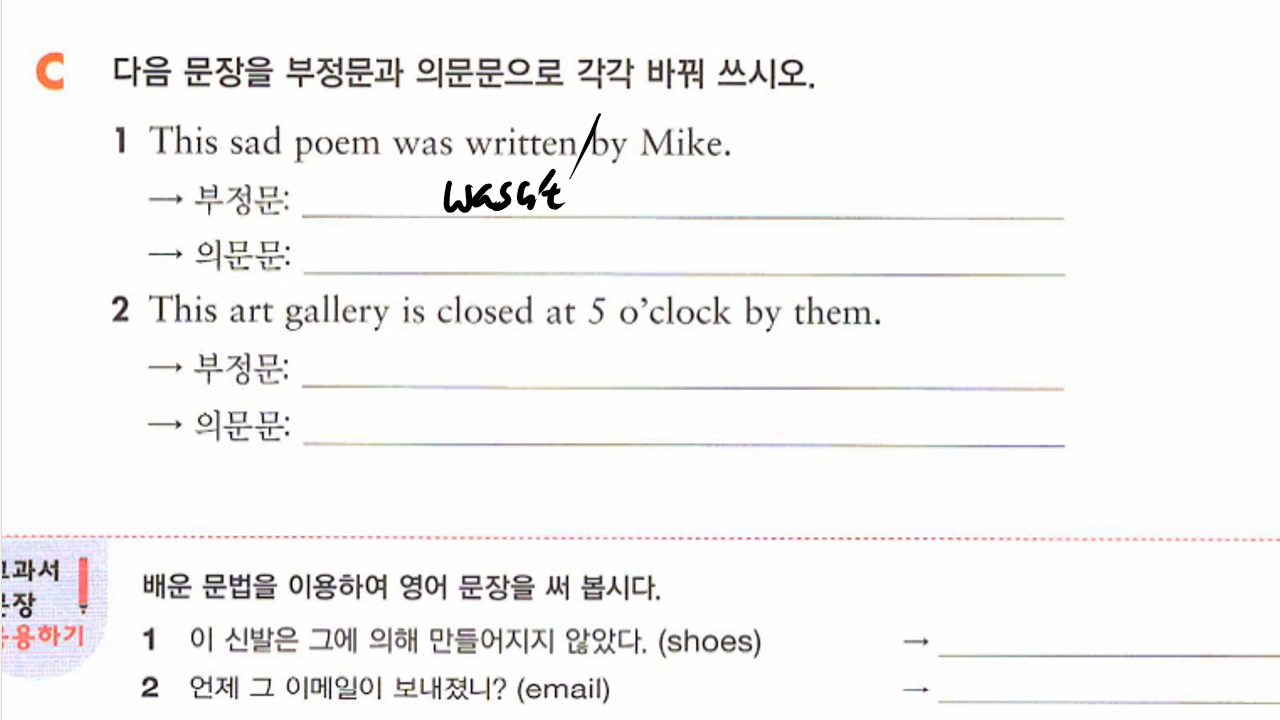 C 다음 문장을 부정문과 의문문으로 각각 바꿔 쓰시오.
1 This sad poem was written/by Mike.
→ 부정문: wasn't
→ 의문문:
2 This art gallery is closed at 5 o'clock by them.
→ 부정문:
→ 의문문:
배운 문법을 이용하여 영어 문장을 써 봅시다.
용하기
1 이 신발은 그에 의해 만들어지지 않았다. (shoes) →
2 언제 그 이메일이 보내졌니? (email) →